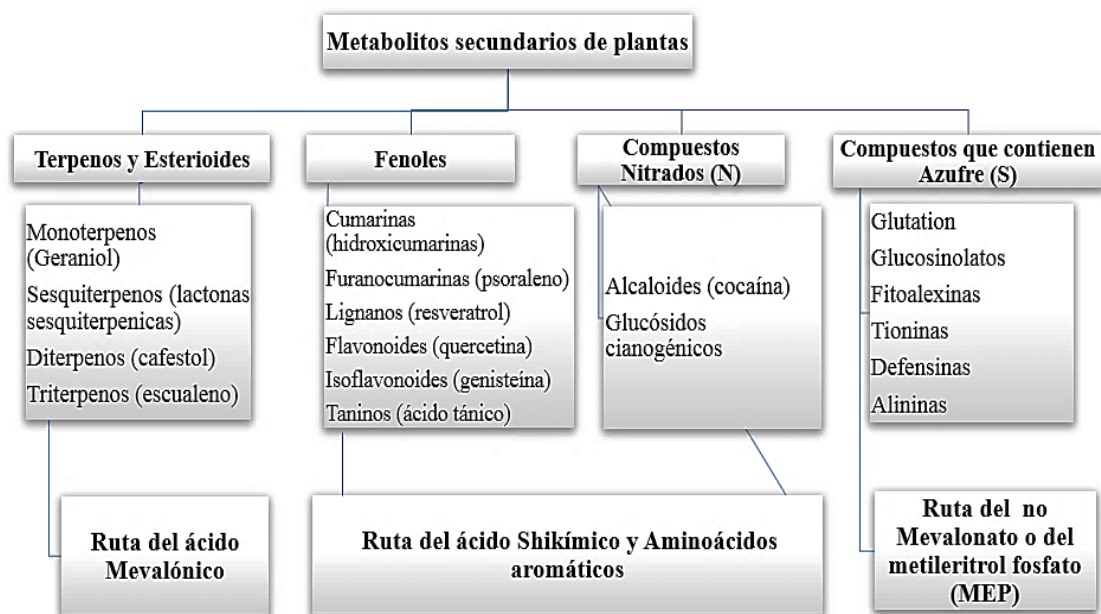 Metabolitos secundarios de plantas
Terpenos y Esterioides
Monoterpenos
(Geraniol)
Sesquiterpenos (lactonas
sesquiterpenicas)
Diterpenos (cafestol)
Triterpenos (escualeno)
Ruta del ácido
Mevalónico
Fenoles
Cumarinas
(hidroxicumarinas)
Furanocumarinas (psoraleno)
Lignanos (resveratrol)
Flavonoides (quercetina)
Isoflavonoides (genisteína)
Taninos (ácido tánico)
Compuestos
Nitrados (N)
Alcaloides (cocaína)
Glucósidos
cianogénicos
Ruta del ácido Shikímico y Aminoácidos
aromáticos
Compuestos que contienen
Azufre (S)
Glutation
Glucosinolatos
Fitoalexinas
Tioninas
Defensinas
Alininas
Ruta del no
Mevalonato o del
metileritrol fosfato
(MEP)